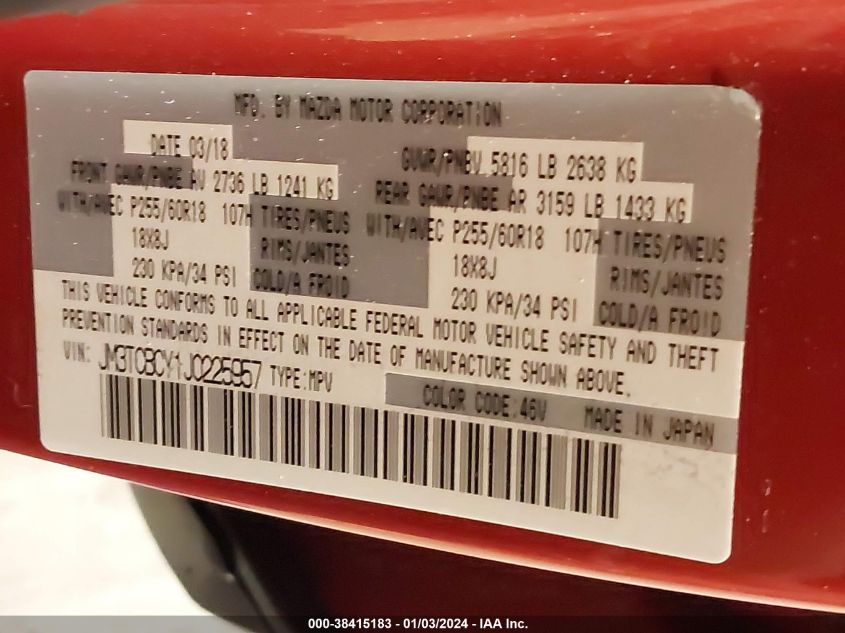 MFD. BY MAZDA MOTOR CORPORATION
DATE 03/18 GVWR/PNBV 5816 LB 2638 KG
FRONT GAWR/PNBE AV 2736 LB 1241 KG REAR GAWR/PNBE AR 3159 LB 1433 KG
WITH/AVEC P255/60R18 107H TIRES/PNEUS WITH/AVEC P255/60R18 107H TIRES/PNEUS
18X8J RIMS/JANTES 18X8J RIMS/JANTES
230 KPA/34 PSI COLD/A FROID 230 KPA/34 PSI COLD/A FROID
THIS VEHICLE CONFORMS TO ALL APPLICABLE FEDERAL MOTOR VEHICLE SAFETY AND THEFT
PREVENTION STANDARDS IN EFFECT ON THE DATE OF MANUFACTURE SHOWN ABOVE.
VIN: JM3TCBCY1J0225957 TYPE:MPV
COLOR CODE:46V MADE IN JAPAN
000-38415183 - 01/03/2024 - IAA Inc.